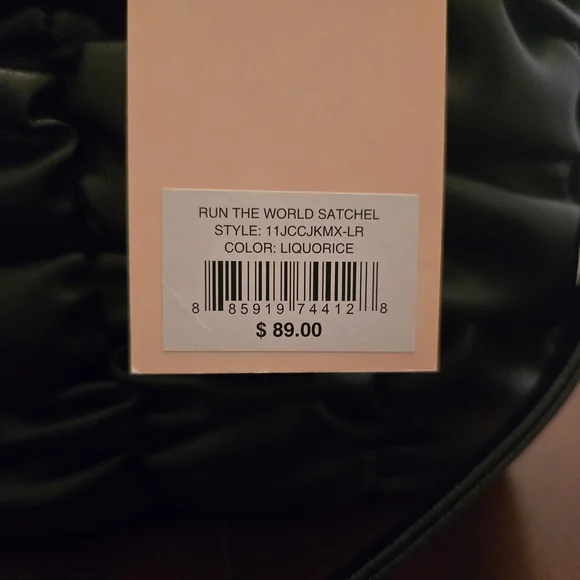 RUN THE WORLD SATCHEL
STYLE: 11JCCJKMX-LR
COLOR: LIQUORICE
8 85919 74412 8
$ 89.00